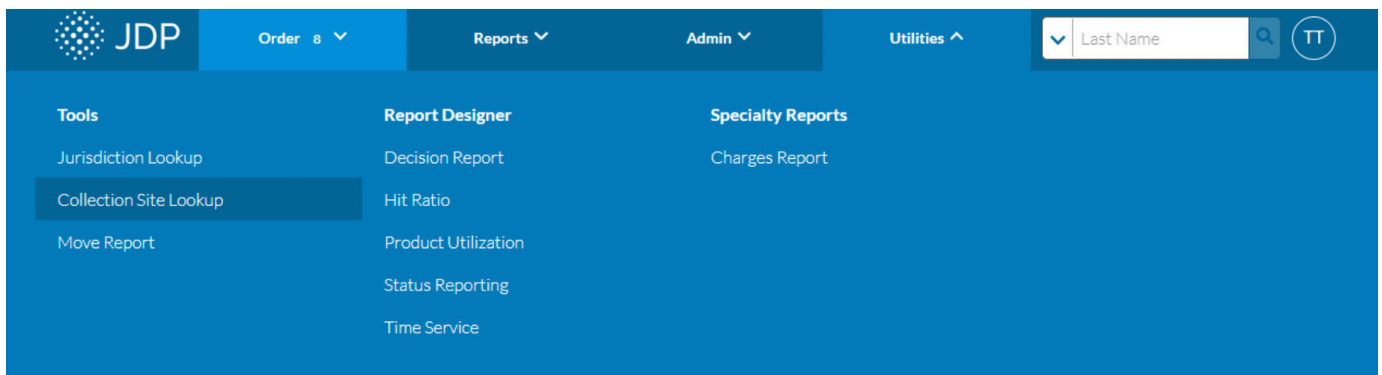 JDP
Order 8
Reports
Admin
Utilities
Last Name
TT
Tools
Report Designer
Specialty Reports
Jurisdiction Lookup
Decision Report
Charges Report
Collection Site Lookup
Hit Ratio
Move Report
Product Utilization
Status Reporting
Time Service